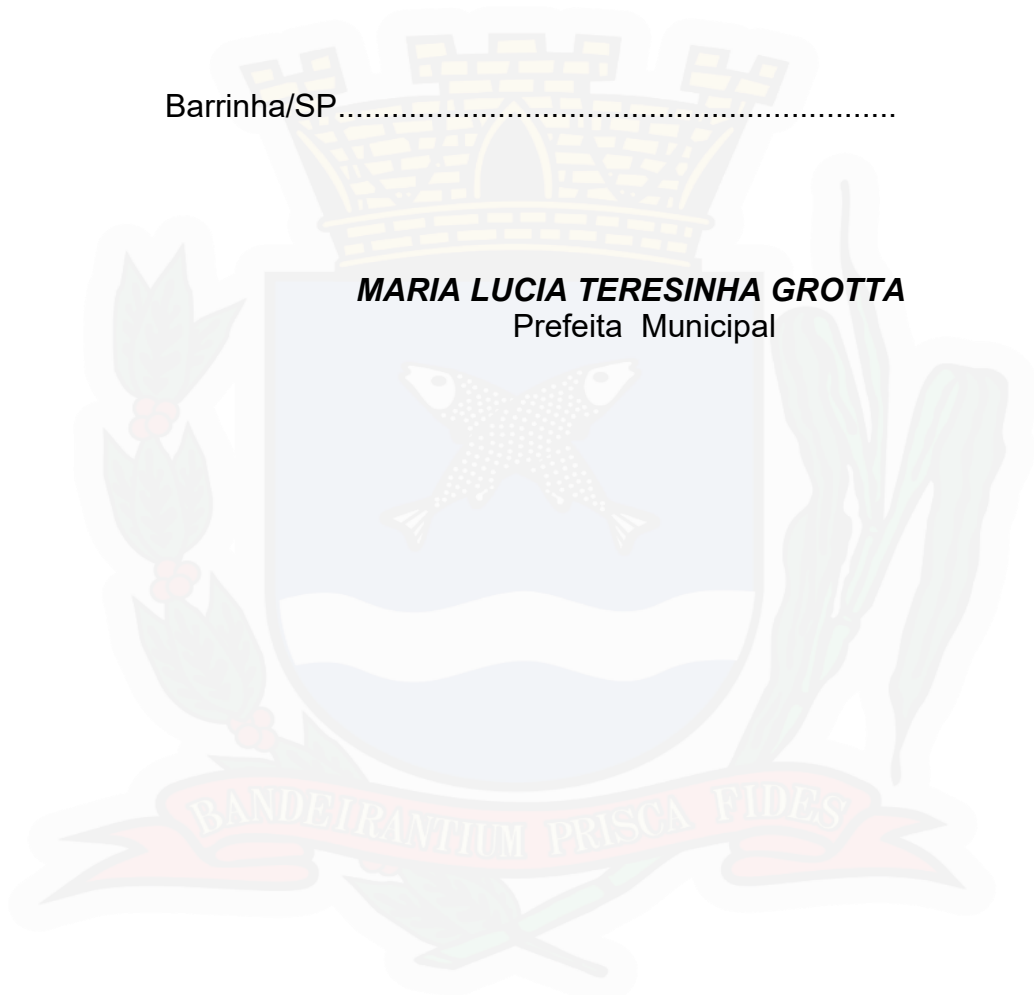 Barrinha/SP...............................................................
MARIA LUCIA TERESINHA GROTTA
Prefeita  Municipal
BANDEIRANTIUM PRISCA FIDES